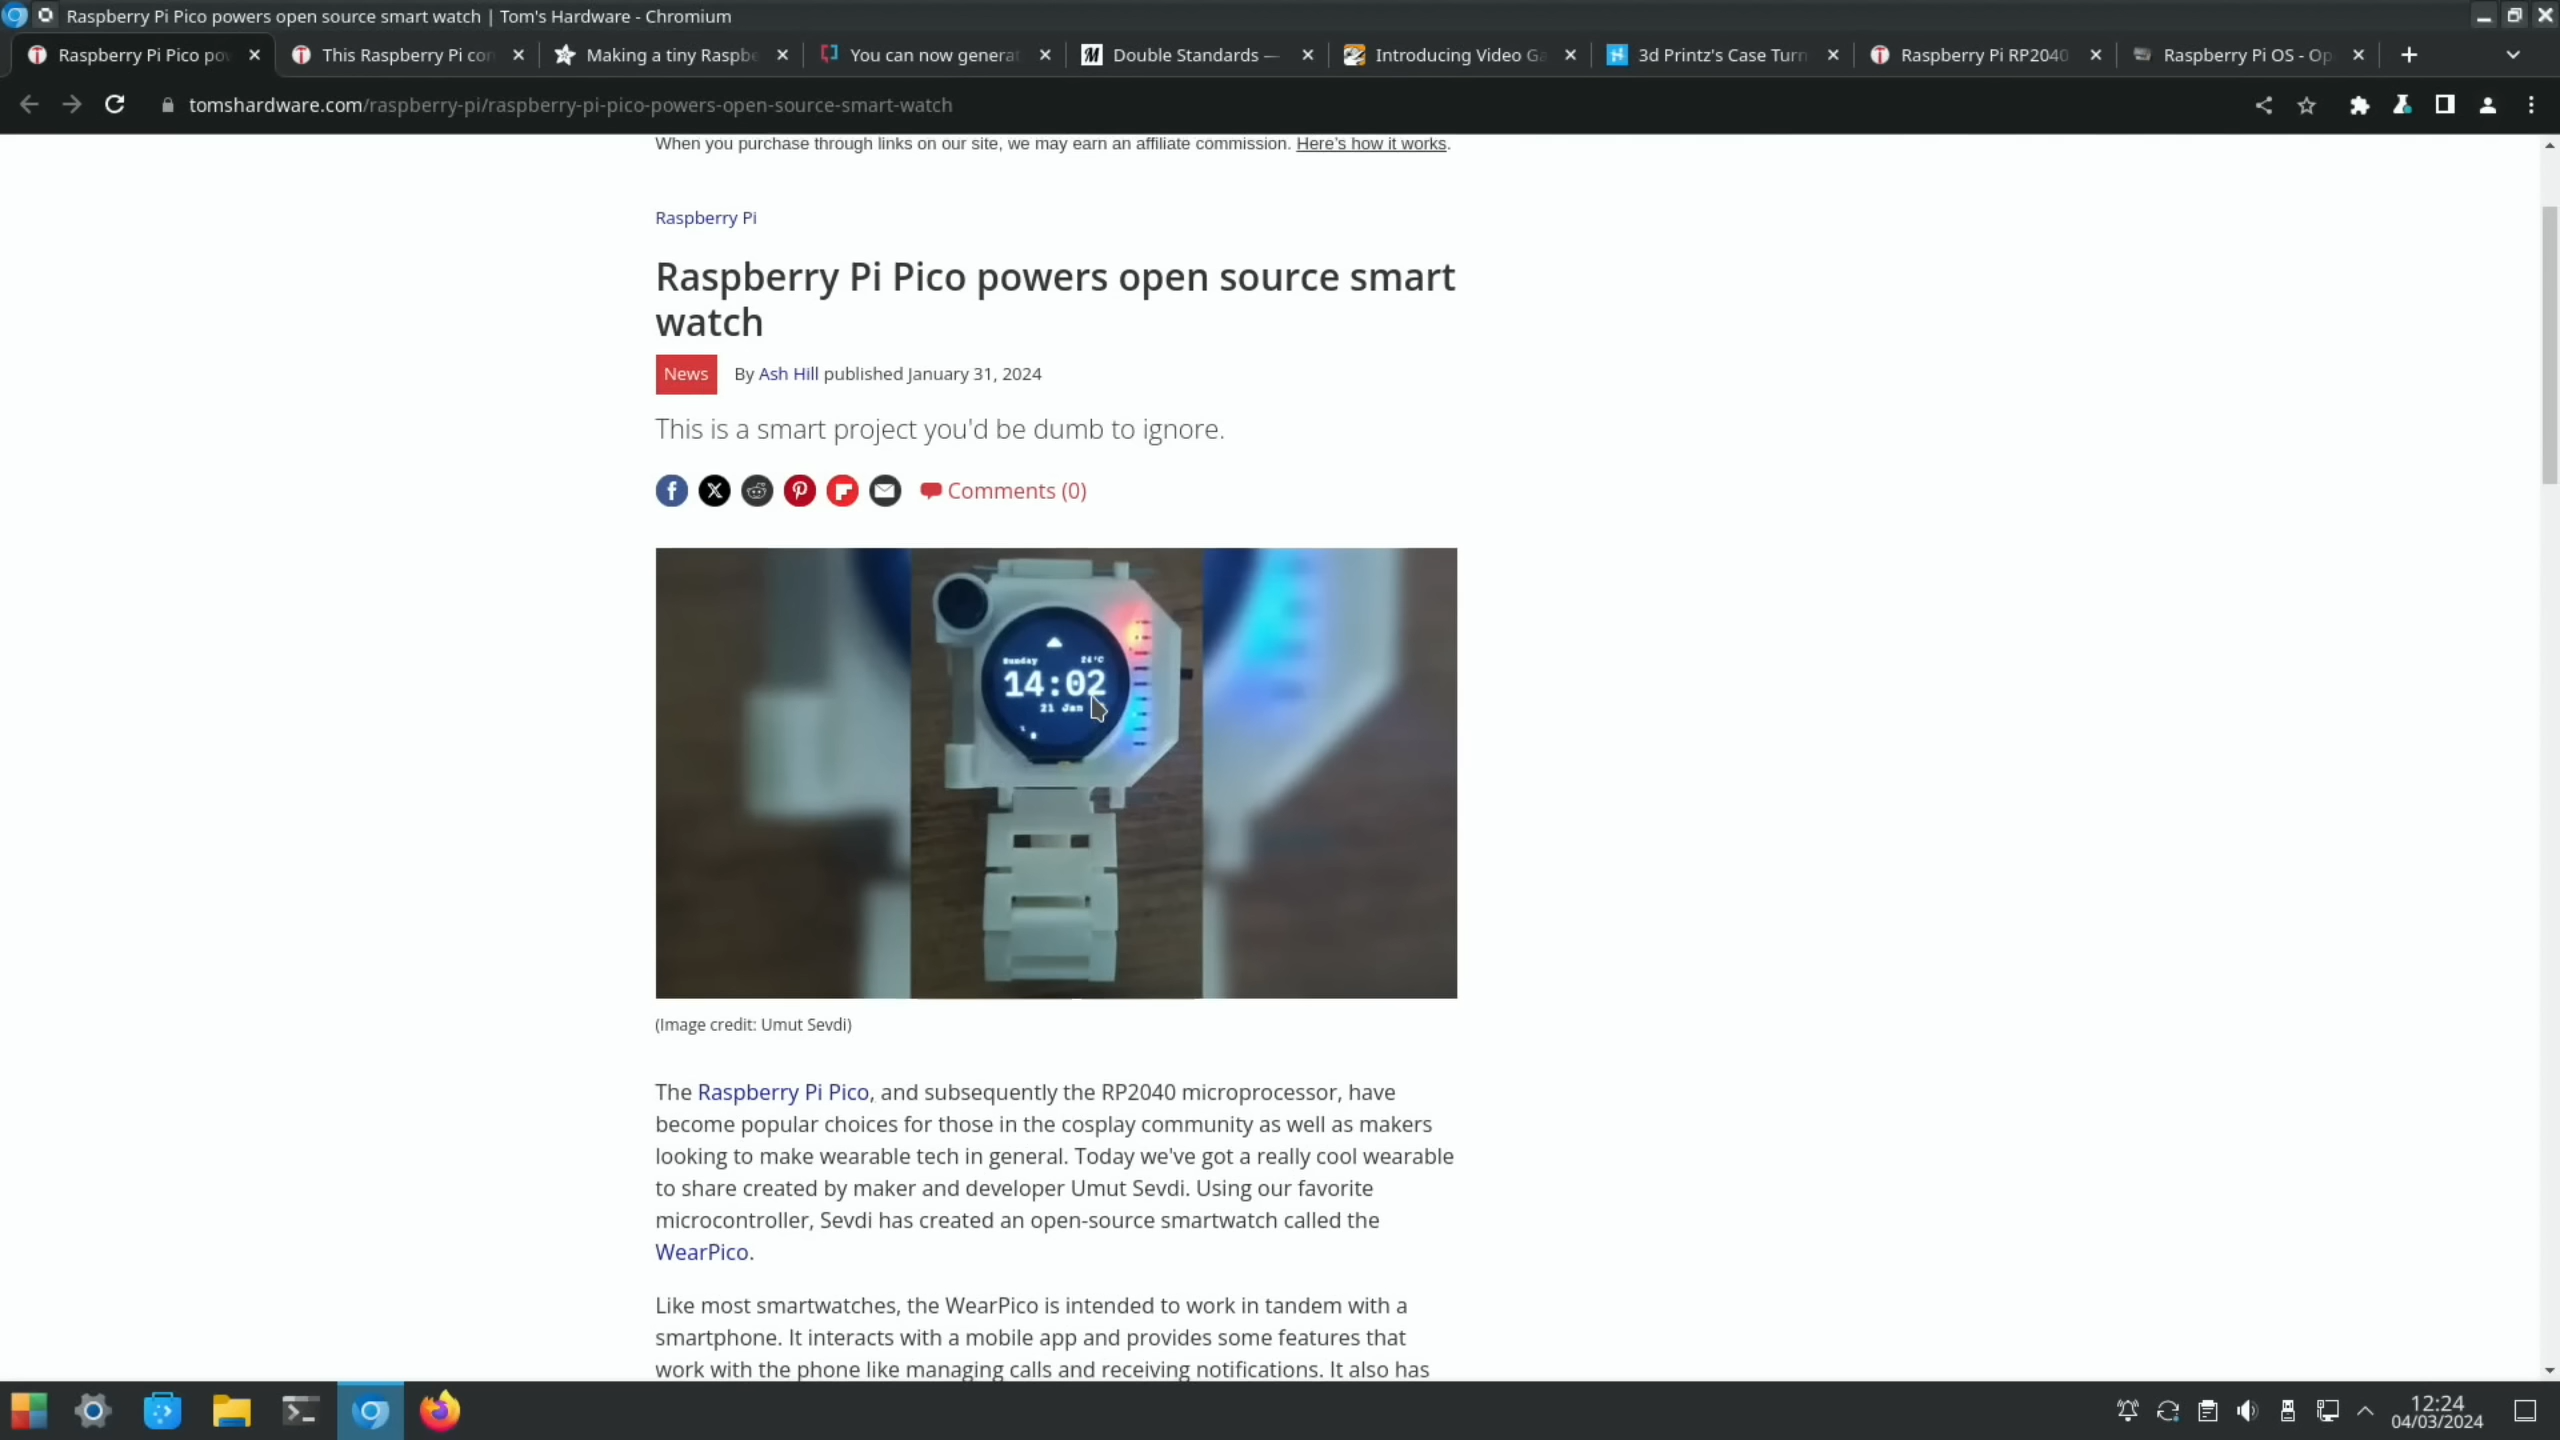 Raspberry Pi Pico powers open source smart watch | Tom's Hardware - Chromium
Raspberry Pi Pico pow
This Raspberry Pi con
Making a tiny Raspbe
You can now generat
Double Standards —
Introducing Video Ga
3d Printz's Case Turn
Raspberry Pi RP2040
Raspberry Pi OS - Op
tomshardware.com/raspberry-pi/raspberry-pi-pico-powers-open-source-smart-watch
When you purchase through links on our site, we may earn an affiliate commission. Here's how it works.
Raspberry Pi
Raspberry Pi Pico powers open source smart
watch
News By Ash Hill published January 31, 2024
This is a smart project you'd be dumb to ignore.
Comments (0)
Sunday 24°C
14:02
21 Jan
(Image credit: Umut Sevdi)
The Raspberry Pi Pico, and subsequently the RP2040 microprocessor, have
become popular choices for those in the cosplay community as well as makers
looking to make wearable tech in general. Today we've got a really cool wearable
to share created by maker and developer Umut Sevdi. Using our favorite
microcontroller, Sevdi has created an open-source smartwatch called the
WearPico.
Like most smartwatches, the WearPico is intended to work in tandem with a
smartphone. It interacts with a mobile app and provides some features that
work with the phone like managing calls and receiving notifications. It also has
12:24
04/03/2024